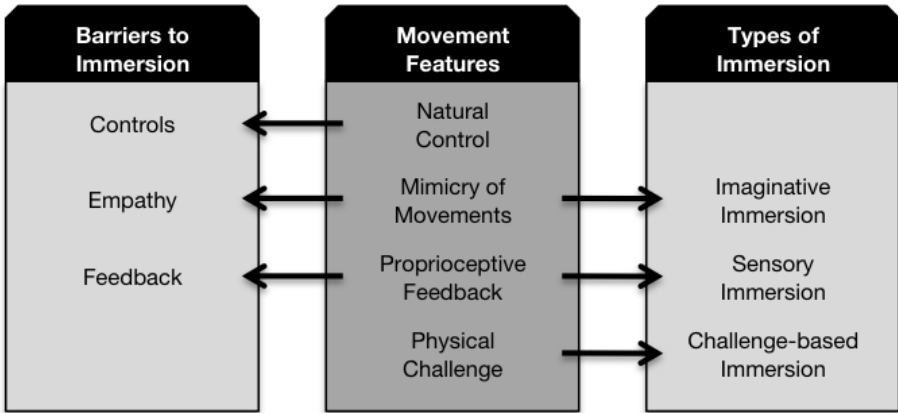 Barriers to
Immersion
Controls
Empathy
Feedback
Movement
Features
Natural
Control
Mimicry of
Movements
Proprioceptive
Feedback
Physical
Challenge
Types of
Immersion
Imaginative
Immersion
Sensory
Immersion
Challenge-based
Immersion